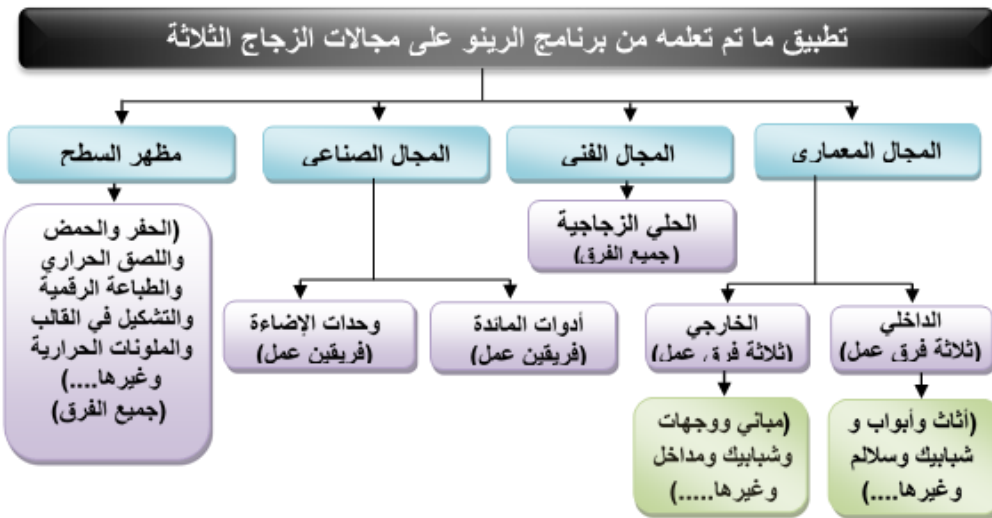 تطبيق ما تم تعلمه من برنامج الرينو على مجالات الزجاج الثلاثة
المجال المعمارى
المجال الفنى
المجال الصناعى
مظهر السطح
الحلي الزجاجية
(جميع الفرق)
(الحفر والحمض
واللصق الحراري
والطباعة الرقمية
والتشكيل في القالب
والملونات الحرارية
وغيرها....)
(جميع الفرق)
الداخلي
(ثلاثة فرق عمل)
الخارجي
(ثلاثة فرق عمل)
أدوات المائدة
(فريقين عمل)
وحدات الإضاءة
(فريقين عمل)
(أثاث وأبواب و
شبابيك وسلالم
وغيرها....)
(مباني ووجهات
وشبابيك ومداخل
وغيرها.....)